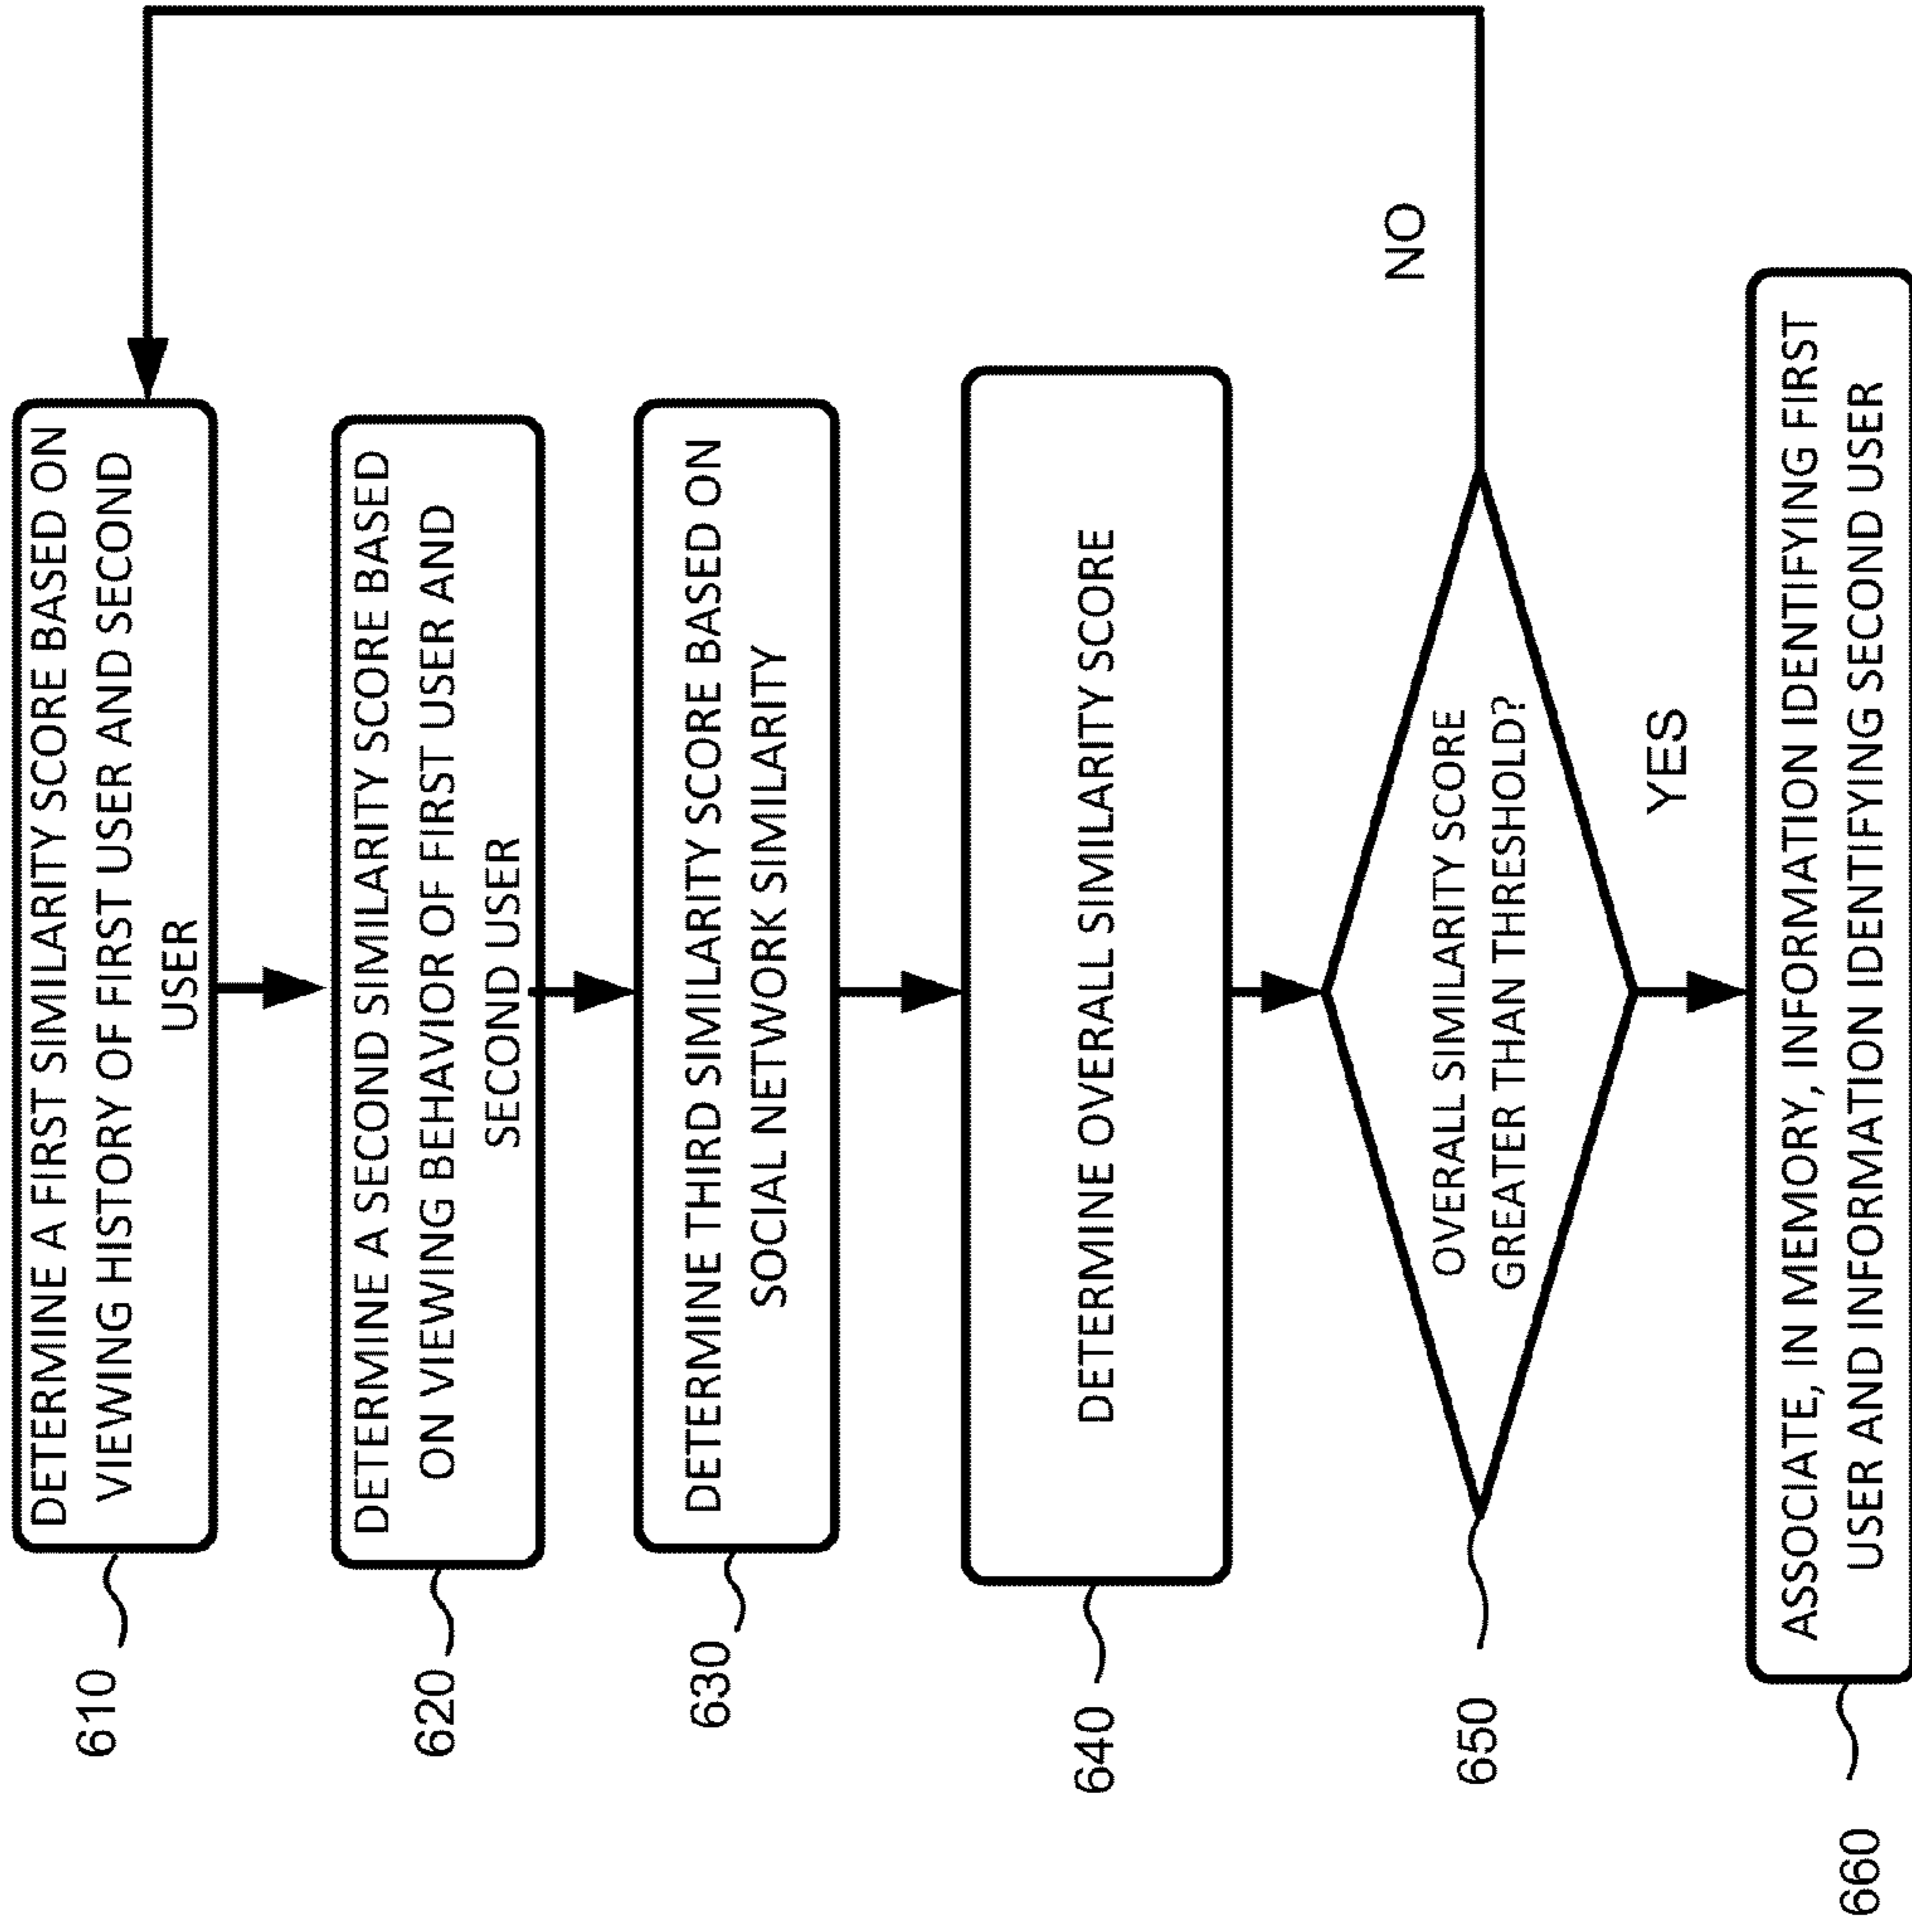 610
DETERMINE A FIRST SIMILARITY SCORE BASED ON
VIEWING HISTORY OF FIRST USER AND SECOND
USER
620
DETERMINE A SECOND SIMILARITY SCORE BASED
ON VIEWING BEHAVIOR OF FIRST USER AND
SECOND USER
630
DETERMINE THIRD SIMILARITY SCORE BASED ON
SOCIAL NETWORK SIMILARITY
640
DETERMINE OVERALL SIMILARITY SCORE
650
OVERALL SIMILARITY SCORE
GREATER THAN THRESHOLD?
NO
YES
660
ASSOCIATE, IN MEMORY, INFORMATION IDENTIFYING FIRST
USER AND INFORMATION IDENTIFYING SECOND USER